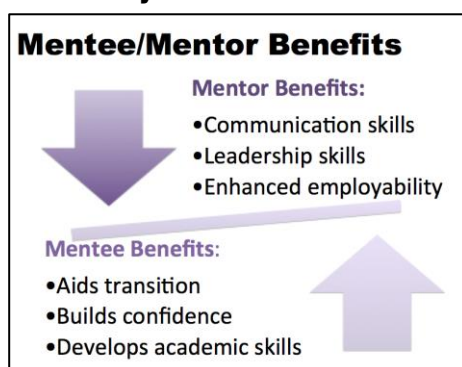 Mentee/Mentor Benefits
Mentor Benefits:
•Communication skills
•Leadership skills
•Enhanced employability
Mentee Benefits:
•Aids transition
•Builds confidence
•Develops academic skills